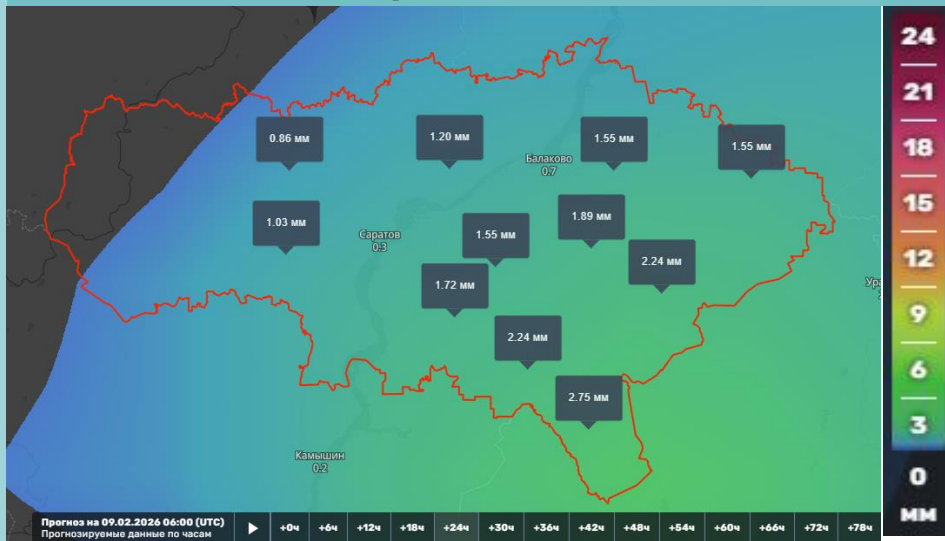 0.86 мм
1.20 мм
1.55 мм
1.55 мм
Балаково
0.7
1.03 мм
Саратов
0.3
1.55 мм
1.89 мм
2.24 мм
1.72 мм
2.24 мм
2.75 мм
Камышин
0.2
24
21
18
15
12
9
6
3
0
мм
Прогноз на 09.02.2026 06:00 (UTC)
Прогнозируемые данные по часам
+0ч +6ч +12ч +18ч +24ч +30ч +36ч +42ч +48ч +54ч +60ч +66ч +72ч +78ч